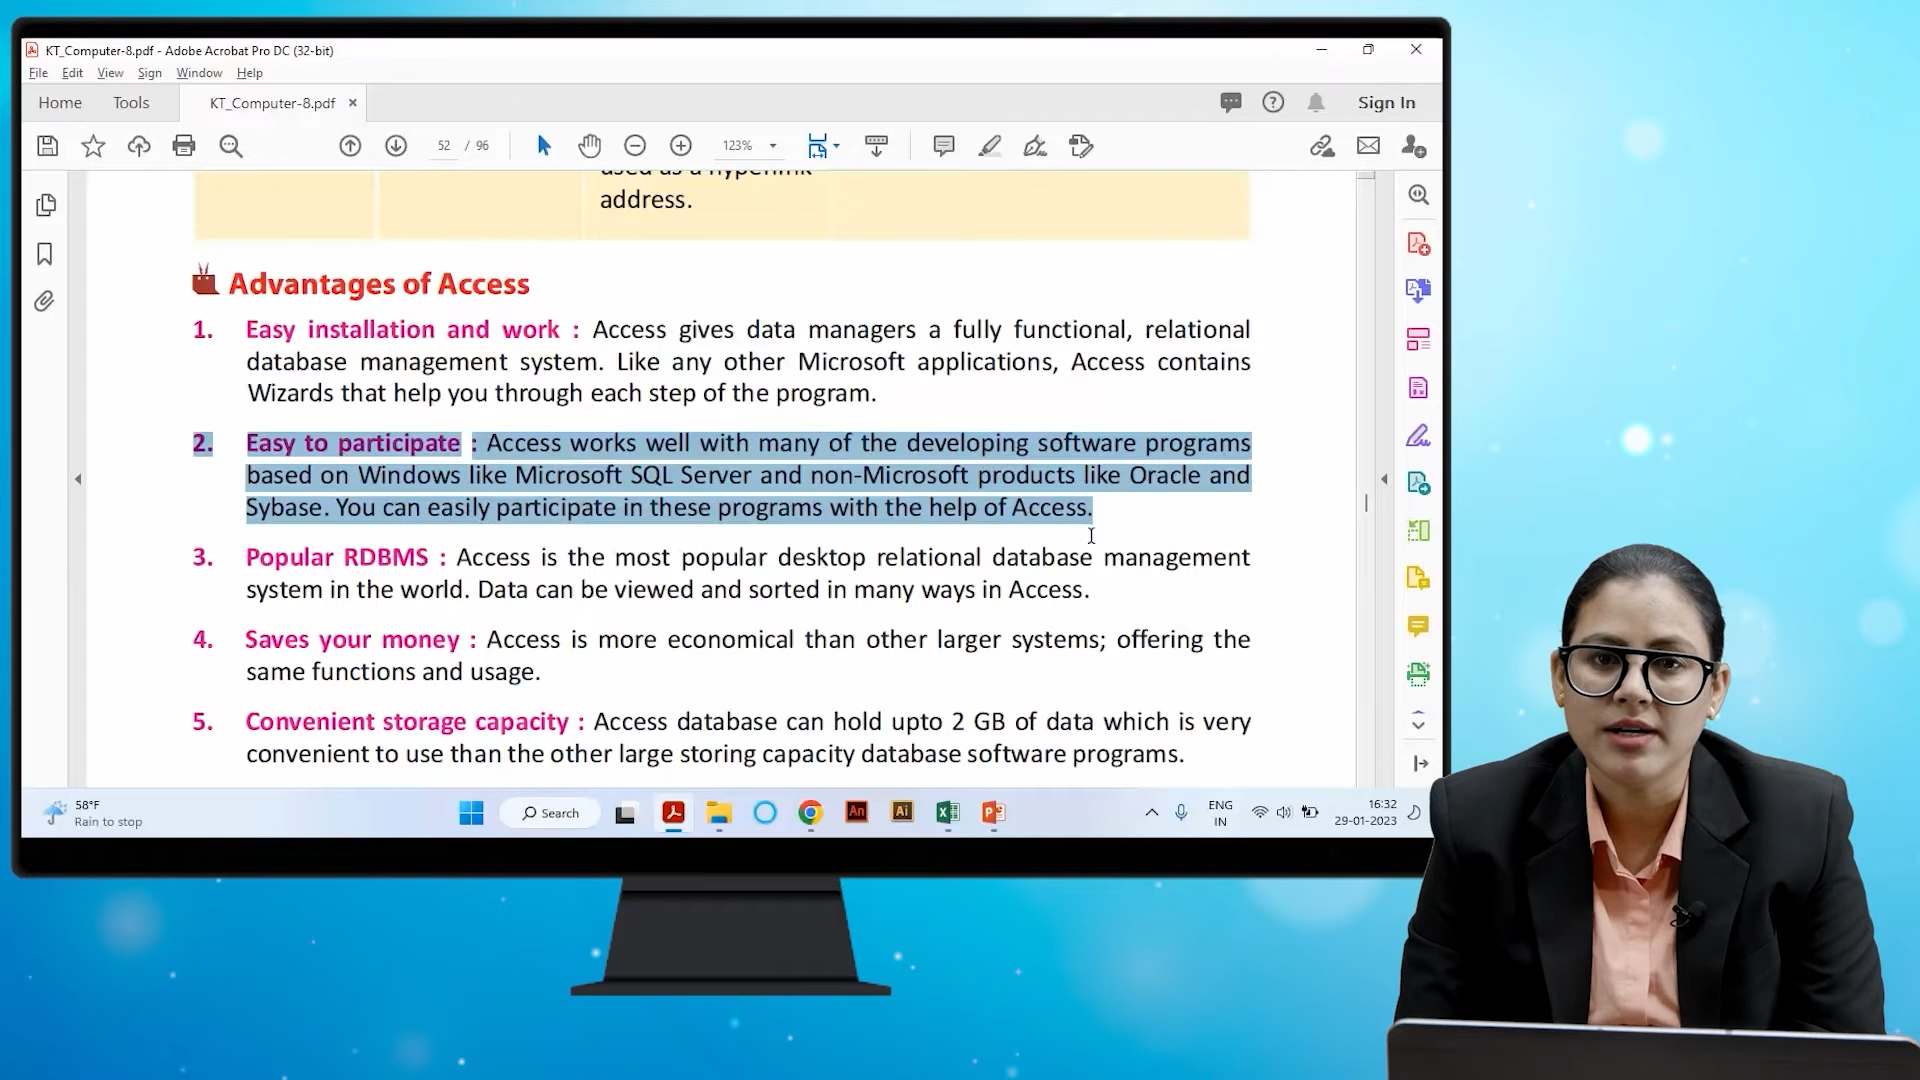 KT_Computer-8.pdf - Adobe Acrobat Pro DC (32-bit)
File Edit View Sign Window Help
Home Tools KT_Computer-8.pdf × Sign In
52 / 96 123%
used as a hyperlink
address.
Advantages of Access
1. Easy installation and work : Access gives data managers a fully functional, relational
database management system. Like any other Microsoft applications, Access contains
Wizards that help you through each step of the program.
2. Easy to participate : Access works well with many of the developing software programs
based on Windows like Microsoft SQL Server and non-Microsoft products like Oracle and
Sybase. You can easily participate in these programs with the help of Access.
3. Popular RDBMS : Access is the most popular desktop relational database management
system in the world. Data can be viewed and sorted in many ways in Access.
4. Saves your money : Access is more economical than other larger systems; offering the
same functions and usage.
5. Convenient storage capacity : Access database can hold upto 2 GB of data which is very
convenient to use than the other large storing capacity database software programs.
58°F
Rain to stop
Search
An
Ai
ENG
IN
16:32
29-01-2023